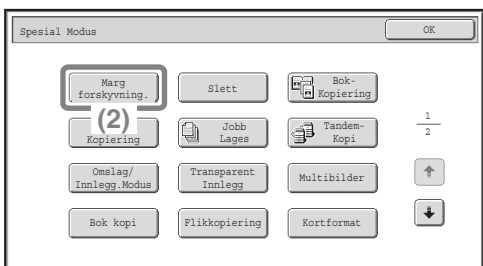 Spesial Modus
OK
Marg
forskyvning.
Slett
Bok-
Kopiering
(2)
Kopiering
Jobb
Lages
Tandem-
Kopi
1
2
Omslag/
Innlegg.Modus
Transparent
Innlegg
Multibilder
Bok kopi
Flikkopiering
Kortformat